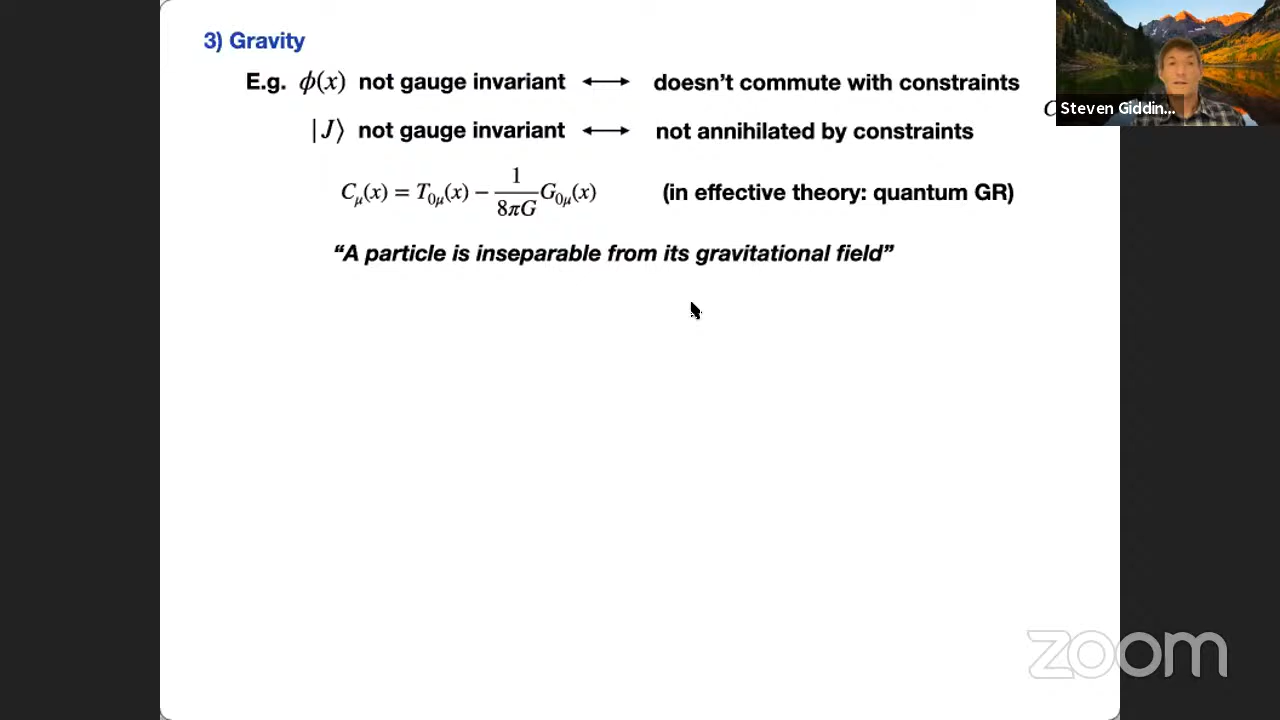 3) Gravity
E.g. ϕ(x) not gauge invariant ⟷ doesn’t commute with constraints
|J⟩ not gauge invariant ⟷ not annihilated by constraints
C_μ(x) = T_{0μ}(x) − \frac{1}{8πG} G_{0μ}(x) (in effective theory: quantum GR)
“A particle is inseparable from its gravitational field”
C
Steven Giddin...
zoom